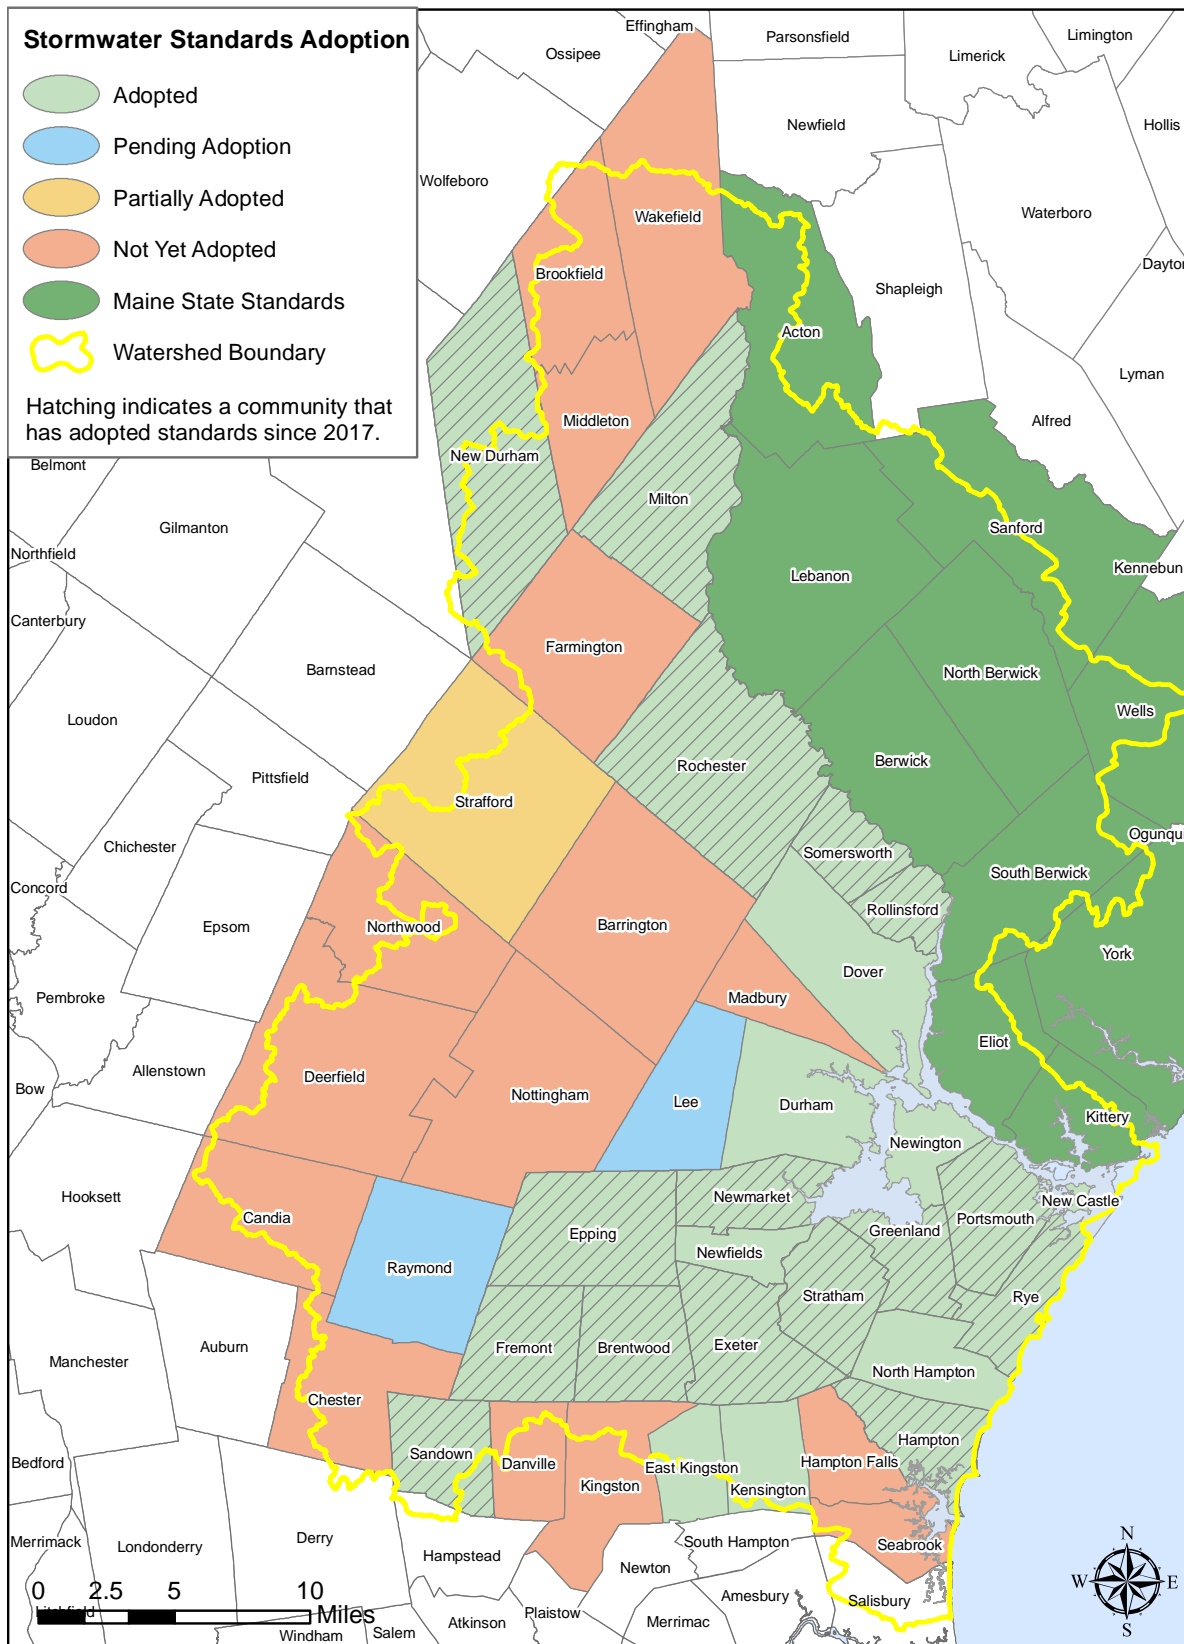 Stormwater Standards Adoption
Adopted
Pending Adoption
Partially Adopted
Not Yet Adopted
Maine State Standards
Watershed Boundary
Hatching indicates a community that
has adopted standards since 2017.
Effingham
Ossipee
Parsonsfield
Limerick
Limington
Newfield
Hollis
Wolfeboro
Wakefield
Waterboro
Brookfield
Dayton
Shapleigh
Acton
Lyman
Middleton
Alfred
Belmont
New Durham
Milton
Gilmanton
Sanford
Northfield
Lebanon
Kennebun
Canterbury
Farmington
Barnstead
North Berwick
Loudon
Wells
Rochester
Berwick
Pittsfield
Strafford
Ogunqui
Chichester
Somersworth
South Berwick
Concord
Rollinsford
Epsom
Northwood
Barrington
York
Dover
Pembroke
Madbury
Eliot
Allenstown
Bow
Deerfield
Nottingham
Lee
Durham
Kittery
Newington
Hooksett
Newmarket
New Castle
Candia
Portsmouth
Epping
Greenland
Newfields
Raymond
Stratham
Rye
Auburn
Fremont
Brentwood
Exeter
Manchester
North Hampton
Chester
Hampton
Sandown
Bedford
Danville
East Kingston
Hampton Falls
Kingston
Kensington
Merrimack
Londonderry
Derry
South Hampton
Seabrook
Hampstead
Newton
Amesbury
Salisbury
0 2.5 5 10
Miles
Litchfield
Windham
Salem
Atkinson
Plaistow
Merrimac
N
W
E
S